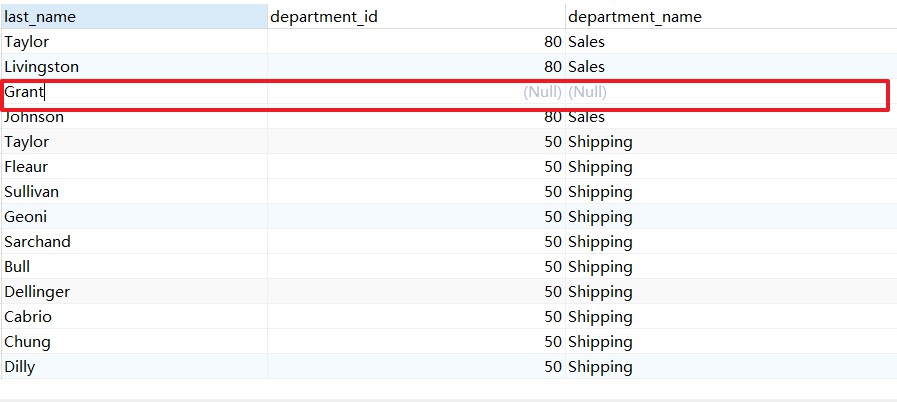 last_name department_id department_name
Taylor 80 Sales
Livingston 80 Sales
Grant (Null) (Null)
Johnson 80 Sales
Taylor 50 Shipping
Fleaur 50 Shipping
Sullivan 50 Shipping
Geoni 50 Shipping
Sarchand 50 Shipping
Bull 50 Shipping
Dellinger 50 Shipping
Cabrio 50 Shipping
Chung 50 Shipping
Dilly 50 Shipping